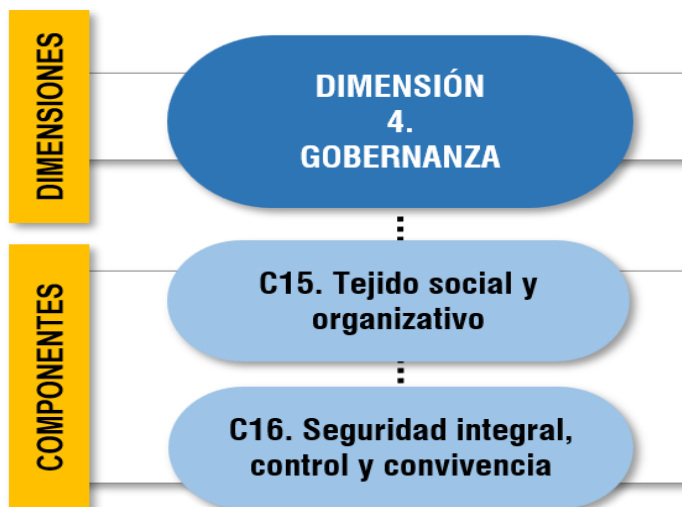 DIMENSIONES
DIMENSIÓN
4.
GOBERNANZA
COMPONENTES
C15. Tejido social y
organizativo
C16. Seguridad integral,
control y convivencia